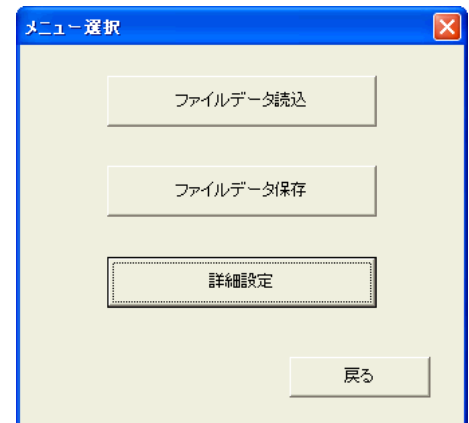 メニュー選択
ファイルデータ読込
ファイルデータ保存
詳細設定
戻る